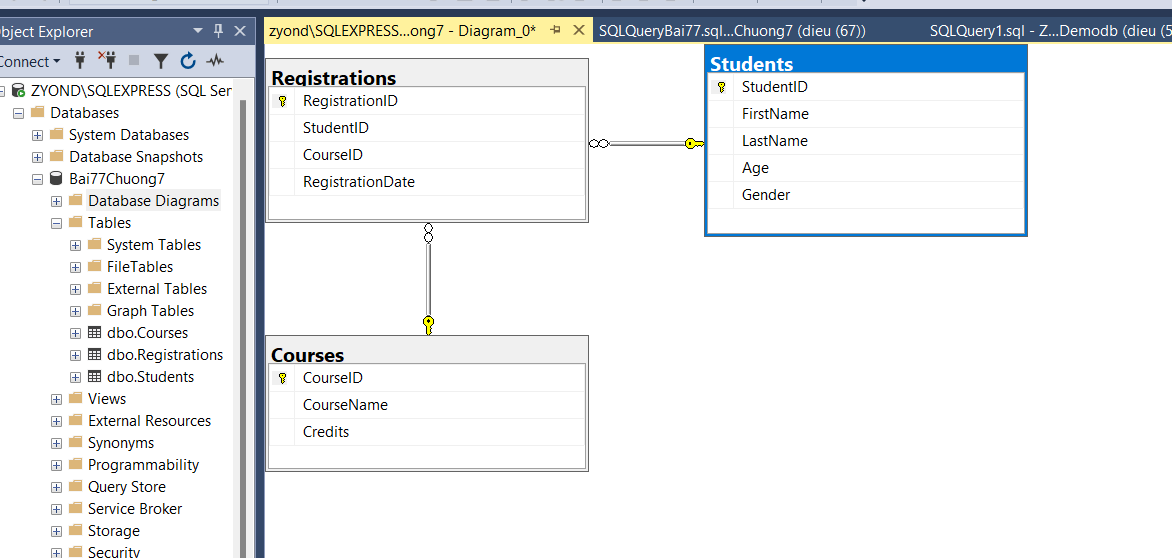 bject Explorer
Connect
ZYOND\SQLEXPRESS (SQL Ser
Databases
System Databases
Database Snapshots
Bai77Chuong7
Database Diagrams
Tables
System Tables
FileTables
External Tables
Graph Tables
dbo.Courses
dbo.Registrations
dbo.Students
Views
External Resources
Synonyms
Programmability
Query Store
Service Broker
Storage
Security
zyond\SQLEXPRESS...ong7 - Diagram_0*
SQLQueryBai77.sql...Chuong7 (dieu (67))
SQLQuery1.sql - Z...Demodb (dieu (5
Registrations
RegistrationID
StudentID
CourseID
RegistrationDate
Students
StudentID
FirstName
LastName
Age
Gender
Courses
CourseID
CourseName
Credits